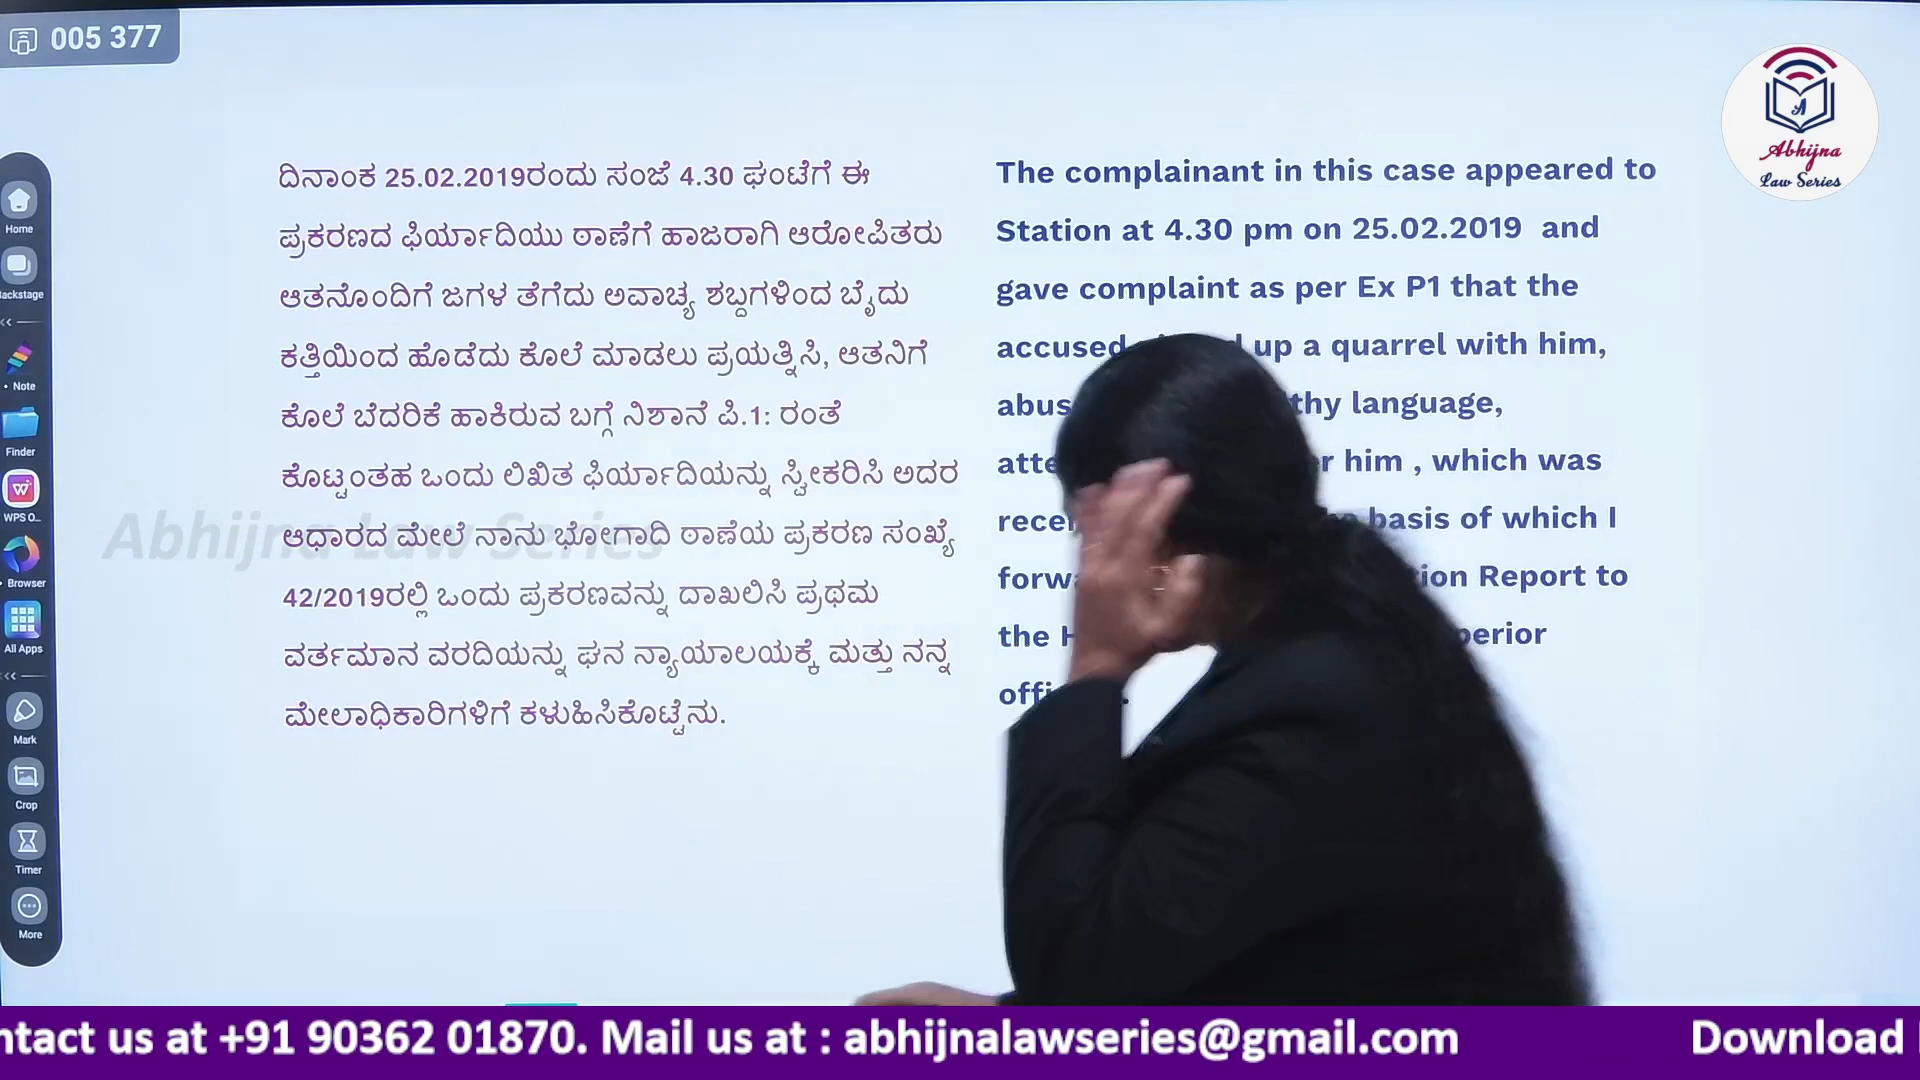 005 377
Abhijna
Law Series
ದಿನಾಂಕ 25.02.2019ರಂದು ಸಂಜೆ 4.30 ಘಂಟೆಗೆ ಈ
ಪ್ರಕರಣದ ಫಿರ್ಯಾದಿಯು ಠಾಣೆಗೆ ಹಾಜರಾಗಿ ಆರೋಪಿತರು
ಆತನೊಂದಿಗೆ ಜಗಳ ತೆಗೆದು ಅವಾಚ್ಯ ಶಬ್ದಗಳಿಂದ ಬೈದು
ಕತ್ತಿಯಿಂದ ಹೊಡೆದು ಕೊಲೆ ಮಾಡಲು ಪ್ರಯತ್ನಿಸಿ, ಆತನಿಗೆ
ಕೊಲೆ ಬೆದರಿಕೆ ಹಾಕಿರುವ ಬಗ್ಗೆ ನಿಶಾನೆ ಪಿ.1: ರಂತೆ
ಕೊಟ್ಟಂತಹ ಒಂದು ಲಿಖಿತ ಫಿರ್ಯಾದಿಯನ್ನು ಸ್ವೀಕರಿಸಿ ಅದರ
ಆಧಾರದ ಮೇಲೆ ನಾನು ಭೋಗಾದಿ ಠಾಣೆಯ ಪ್ರಕರಣ ಸಂಖ್ಯೆ
42/2019ರಲ್ಲಿ ಒಂದು ಪ್ರಕರಣವನ್ನು ದಾಖಲಿಸಿ ಪ್ರಥಮ
ವರ್ತಮಾನ ವರದಿಯನ್ನು ಘನ ನ್ಯಾಯಾಲಯಕ್ಕೆ ಮತ್ತು ನನ್ನ
ಮೇಲಾಧಿಕಾರಿಗಳಿಗೆ ಕಳುಹಿಸಿಕೊಟ್ಟೆನು.
The complainant in this case appeared to
Station at 4.30 pm on 25.02.2019 and
gave complaint as per Ex P1 that the
accused up a quarrel with him,
language,
him , which was
basis of which I
Report to
the
Abhijna Law Series
Home
Backstage
Note
Finder
WPS O...
Browser
All Apps
Mark
Crop
Timer
More
us at +91 90362 01870. Mail us at : abhijnalawseries@gmail.com
Download